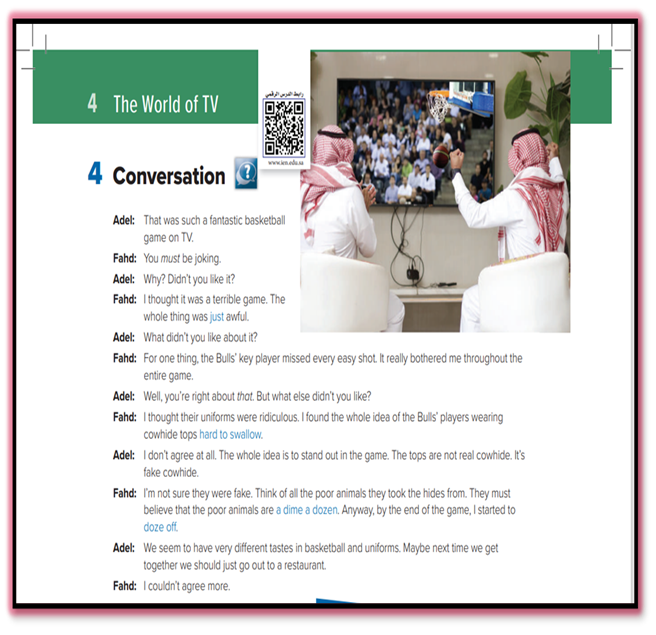 4 The World of TV
رابط الدرس الرقمي
www.ien.edu.sa
4 Conversation
Adel: That was such a fantastic basketball
game on TV.
Fahd: You must be joking.
Adel: Why? Didn't you like it?
Fahd: I thought it was a terrible game. The
whole thing was just awful.
Adel: What didn't you like about it?
Fahd: For one thing, the Bulls' key player missed every easy shot. It really bothered me throughout the
entire game.
Adel: Well, you're right about that. But what else didn't you like?
Fahd: I thought their uniforms were ridiculous. I found the whole idea of the Bulls' players wearing
cowhide tops hard to swallow.
Adel: I don't agree at all. The whole idea is to stand out in the game. The tops are not real cowhide. It's
fake cowhide.
Fahd: I'm not sure they were fake. Think of all the poor animals they took the hides from. They must
believe that the poor animals are a dime a dozen. Anyway, by the end of the game, I started to
doze off.
Adel: We seem to have very different tastes in basketball and uniforms. Maybe next time we get
together we should just go out to a restaurant.
Fahd: I couldn't agree more.